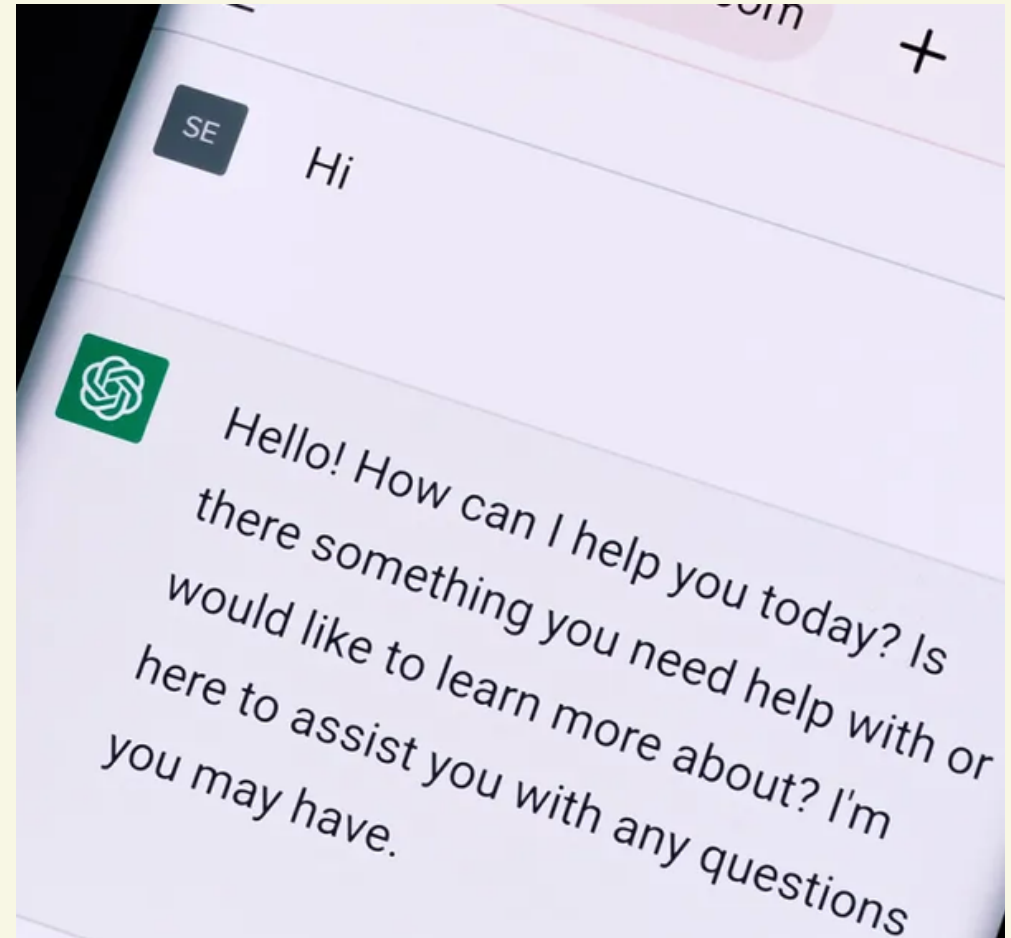 SE
Hi
Hello! How can I help you today? Is
there something you need help with or
would like to learn more about? I'm
here to assist you with any questions
you may have.